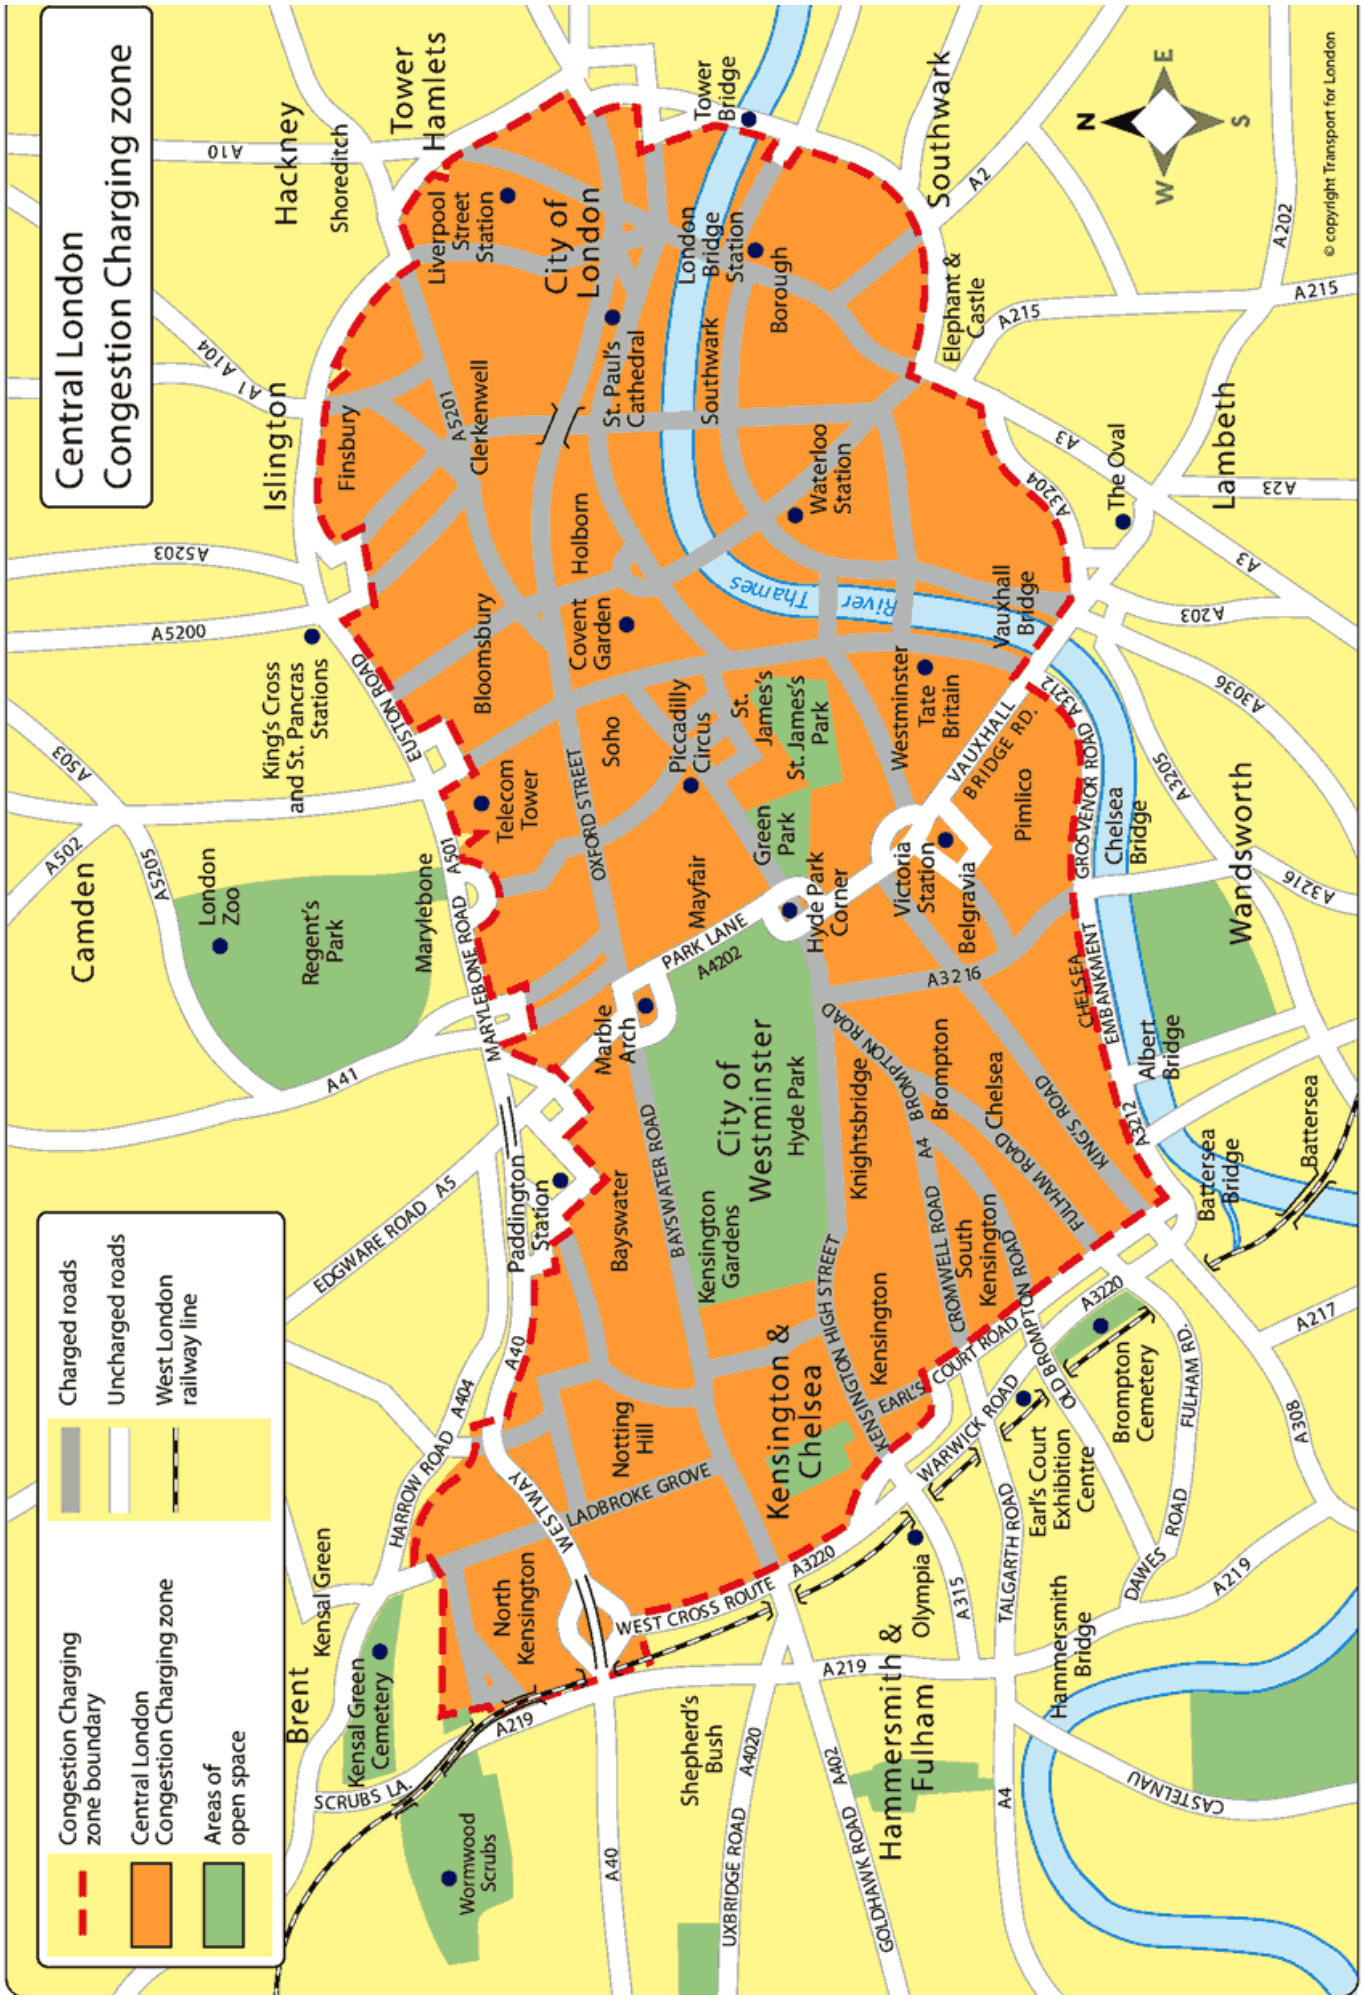 Central London
Congestion Charging zone
Congestion Charging
zone boundary
Central London
Congestion Charging zone
Areas of
open space
Charged roads
Uncharged roads
West London
railway line
Brent
Kensal Green
Kensal Green
Cemetery
SCRUBS LA.
Wormwood
Scrubs
A219
A40
North
Kensington
HARROW ROAD
A404
WESTWAY
LADBROKE GROVE
Notting
Hill
A40
EDGWARE ROAD
A5
Paddington
Station
Bayswater
BAYSWATER ROAD
Kensington
Gardens
City of
Westminster
Hyde Park
Marble
Arch
PARK LANE
A4202
A41
MARYLEBONE ROAD
Marylebone
A501
Regent's
Park
London
Zoo
Camden
A5205
A502
A503
King's Cross
and St. Pancras
Stations
EUSTON ROAD
A5200
A5203
Telecom
Tower
Bloomsbury
OXFORD STREET
Soho
Mayfair
Piccadilly
Circus
Covent
Garden
Holborn
Islington
Finsbury
A1
A104
A5201
Clerkenwell
Hackney
Shoreditch
A10
Tower
Hamlets
Liverpool
Street
Station
City of
London
St. Paul's
Cathedral
Tower
Bridge
London
Bridge
Station
Southwark
Borough
Southwark
A2
Elephant &
Castle
A215
A202
A215
Waterloo
Station
River Thames
St.
James's
St. James's
Park
Green
Park
Hyde Park
Corner
Westminster
Tate
Britain
Vauxhall
Bridge
VAUXHALL
BRIDGE RD.
Victoria
Station
Belgravia
Pimlico
A3212
GROSVENOR ROAD
Chelsea
Bridge
CHELSEA
EMBANKMENT
Albert
Bridge
A3212
Battersea
Bridge
Battersea
A3216
Knightsbridge
BROMPTON ROAD
BROMPTON
A4
Brompton
Chelsea
KING'S ROAD
FULHAM ROAD
CROMWELL ROAD
South
Kensington
OLD BROMPTON ROAD
KENSINGTON HIGH STREET
KENSINGTON
Kensington
Kensington &
Chelsea
EARL'S COURT ROAD
WARWICK ROAD
WEST CROSS ROUTE
A3220
A3220
Olympia
Earl's Court
Exhibition
Centre
Brompton
Cemetery
FULHAM RD.
A217
A308
DAWES ROAD
A219
A315
TALGARTH ROAD
A219
Hammersmith
Bridge
Hammersmith &
Fulham
Shepherd's
Bush
A4020
UXBRIDGE ROAD
A402
GOLDHAWK ROAD
A4
CASTELNAU
Wandsworth
A3216
A3205
A3036
A203
A3
A23
A3204
A3
The Oval
Lambeth
N
E
S
W
© copyright Transport for London